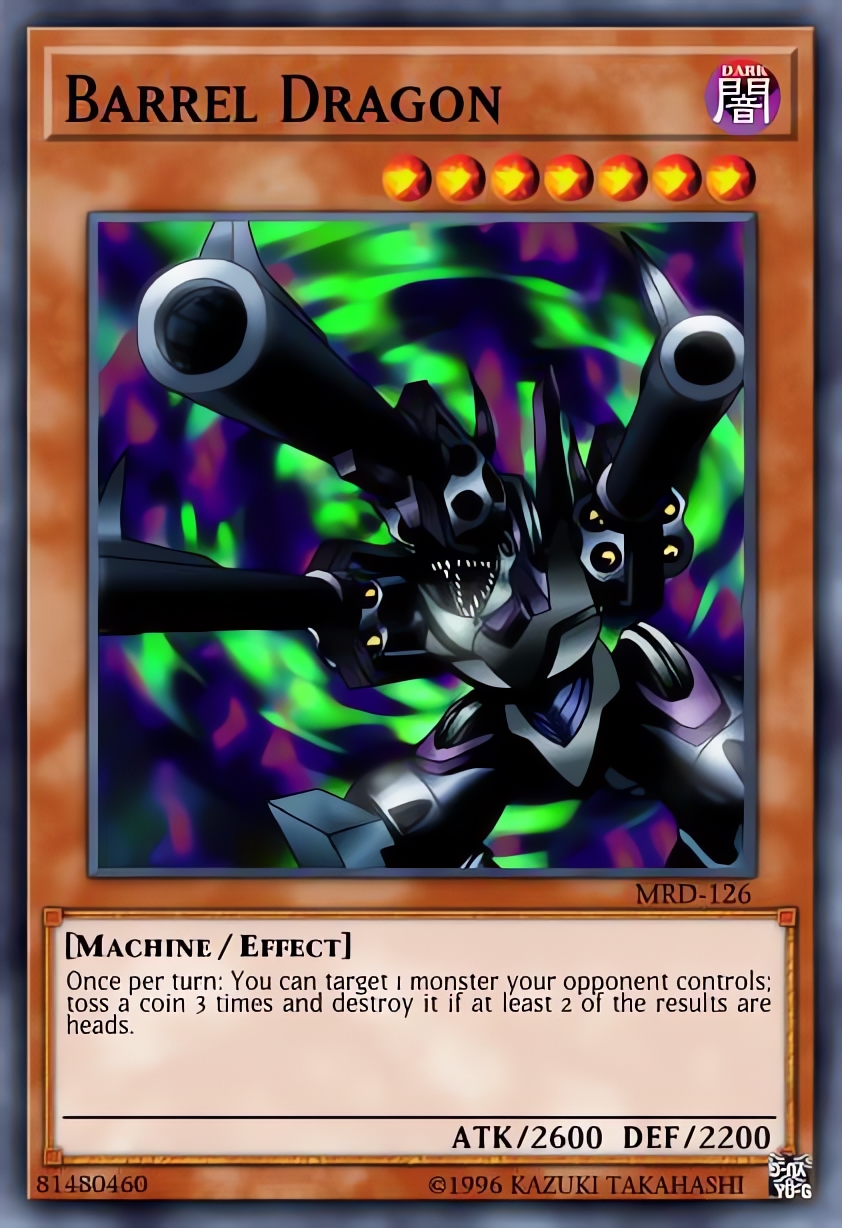 BARREL DRAGON
DARK
闇
MRD-126
[MACHINE / EFFECT]
Once per turn: You can target 1 monster your opponent controls;
toss a coin 3 times and destroy it if at least 2 of the results are
heads.
ATK/2600 DEF/2200
81480460
©1996 KAZUKI TAKAHASHI